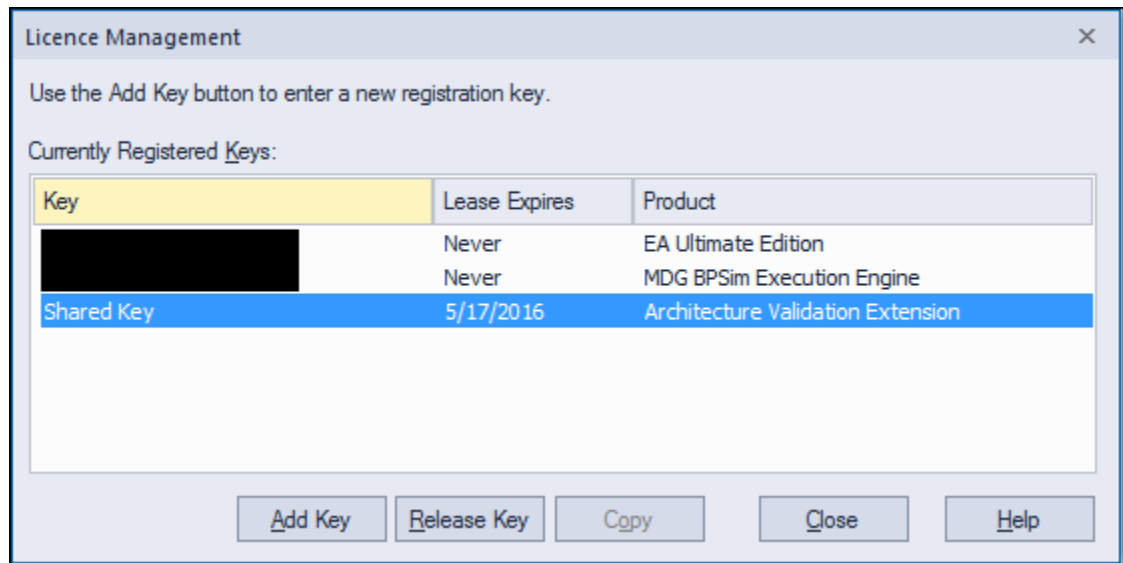 Licence Management
Use the Add Key button to enter a new registration key.
Currently Registered Keys:
Key Lease Expires Product
Never EA Ultimate Edition
Never MDG BPSim Execution Engine
Shared Key 5/17/2016 Architecture Validation Extension
Add Key Release Key Copy Close Help